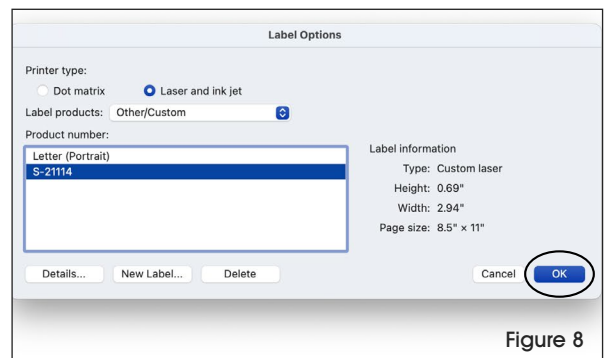 Label Options
Printer type:
Dot matrix Laser and ink jet
Label products: Other/Custom
Product number:
Letter (Portrait)
S-21114
Label information
Type: Custom laser
Height: 0.69"
Width: 2.94"
Page size: 8.5" × 11"
Details... New Label... Delete Cancel OK
Figure 8